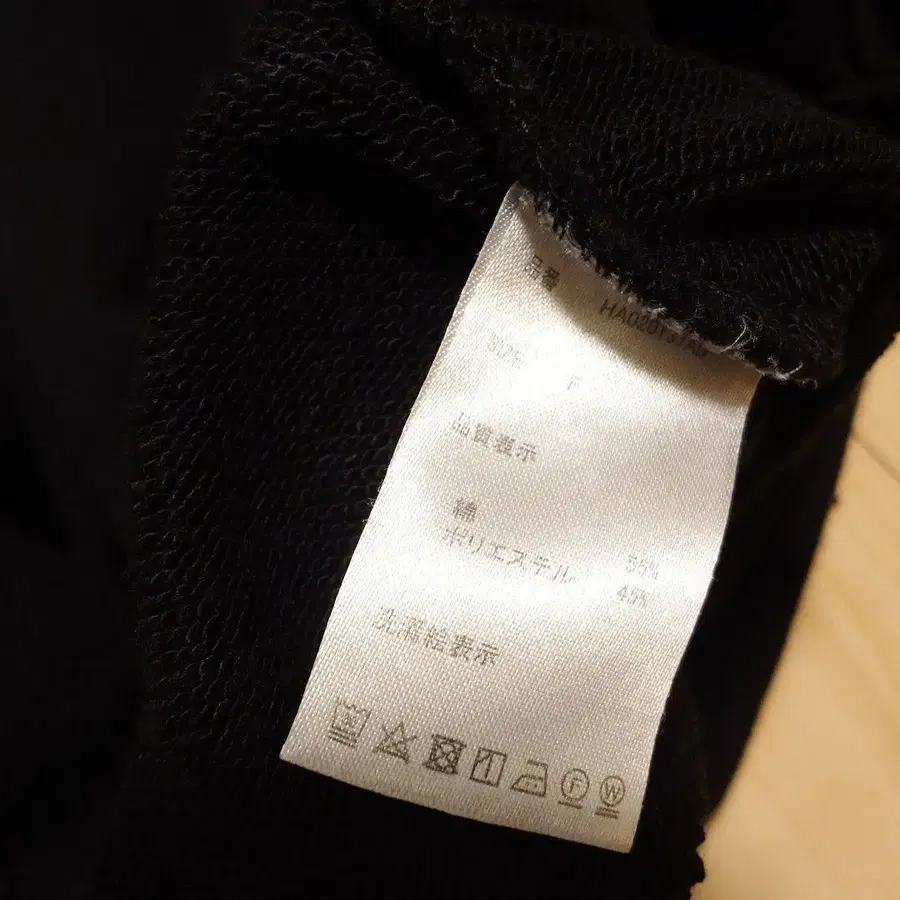 品番
SIZE F
品質表示
綿 55%
ポリエステル 45%
洗濯絵表示
F W